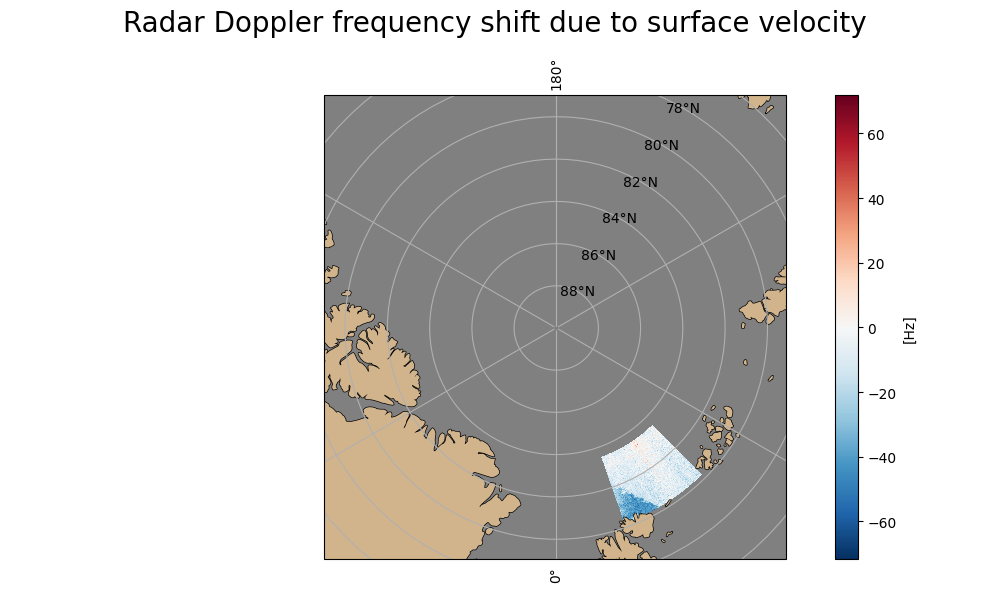 Radar Doppler frequency shift due to surface velocity
180°
78°N
80°N
82°N
84°N
86°N
88°N
0°
60
40
20
0
−20
−40
−60
[Hz]